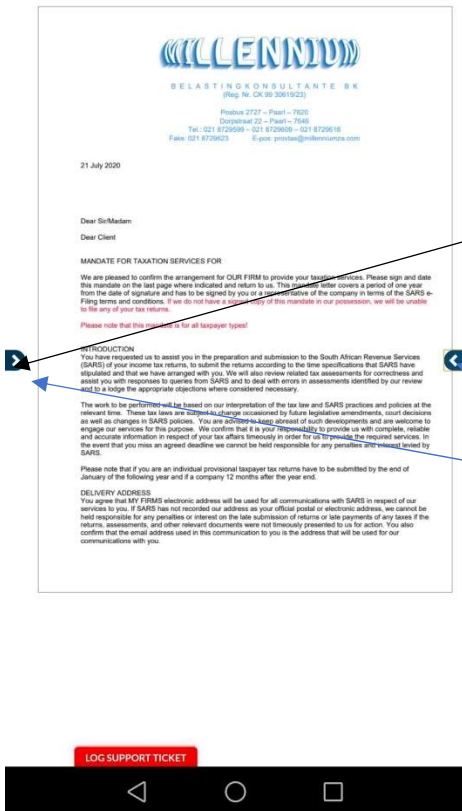 MILLENNIUM
BELASTINGKONSULTANTE BK
(Reg. Nr. CK 99 30619/23)
Posbus 2727 – Paarl – 7620
Dorpstraat 22 – Paarl – 7646
Tel.: 021 8729599 – 021 8729609 – 021 8729616
Faks: 021 8729623 E-pos: provtax@millenniumza.com
21 July 2020
Dear Sir/Madam
Dear Client
MANDATE FOR TAXATION SERVICES FOR
We are pleased to confirm the arrangement for OUR FIRM to provide your taxation services. Please sign and date
this mandate on the last page where indicated and return to us. This mandate letter covers a period of one year
from the date of signature and has to be signed by you or a representative of the company in terms of the SARS e-
Filing terms and conditions. If we do not have a signed copy of this mandate in our possession, we will be unable
to file any of your tax returns.
Please note that this mandate is for all taxpayer types!
INTRODUCTION
You have requested us to assist you in the preparation and submission to the South African Revenue Services
(SARS) of your income tax returns, to submit the returns according to the time specifications that SARS have
stipulated and that we have arranged with you. We will also review related tax assessments for correctness and
assist you with responses to queries from SARS and to deal with errors in assessments identified by our review
and to a lodge the appropriate objections where considered necessary.
The work to be performed will be based on our interpretation of the tax law and SARS practices and policies at the
relevant time. These tax laws are subject to change occasioned by future legislative amendments, court decisions
as well as changes in SARS policies. You are advised to keep abreast of such developments and are welcome to
engage our services for this purpose. We confirm that it is your responsibility to provide us with complete, reliable
and accurate information in respect of your tax affairs timeously in order for us to provide the required services. In
the event that you miss an agreed deadline we cannot be held responsible for any penalties and interest levied by
SARS.
Please note that if you are an individual provisional taxpayer tax returns have to be submitted by the end of
January of the following year and if a company 12 months after the year end.
DELIVERY ADDRESS
You agree that MY FIRMS electronic address will be used for all communications with SARS in respect of our
services to you. If SARS has not recorded our address as your official postal or electronic address, we cannot be
held responsible for any penalties or interest on the late submission of returns or late payments of any taxes if the
returns, assessments, and other relevant documents were not timeously presented to us for action. You also
confirm that the email address used in this communication to you is the address that will be used for our
communications with you.
LOG SUPPORT TICKET